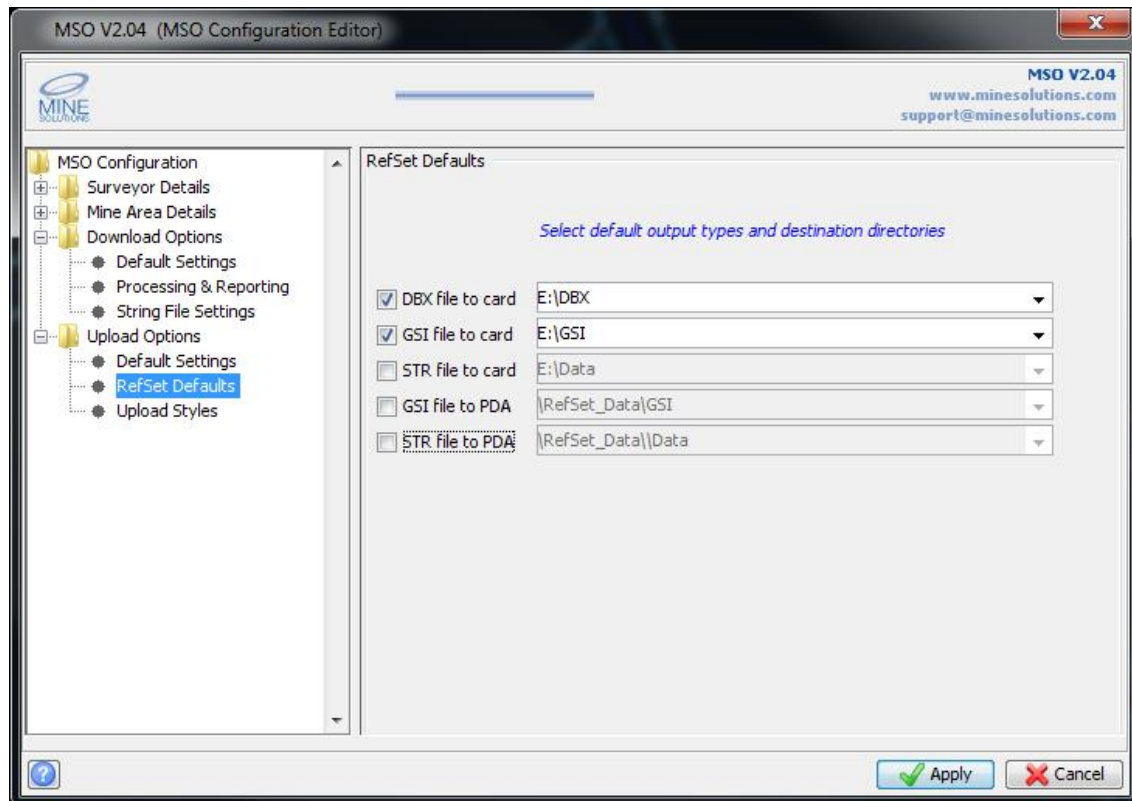 MSO V2.04 (MSO Configuration Editor)
MINE
SOLUTIONS
MSO V2.04
www.minesolutions.com
support@minesolutions.com
MSO Configuration
Surveyor Details
Mine Area Details
Download Options
Default Settings
Processing & Reporting
String File Settings
Upload Options
Default Settings
RefSet Defaults
Upload Styles
RefSet Defaults
Select default output types and destination directories
DBX file to card E:\DBX
GSI file to card E:\GSI
STR file to card E:\Data
GSI file to PDA \RefSet_Data\GSI
STR file to PDA \RefSet_Data\\Data
Apply Cancel